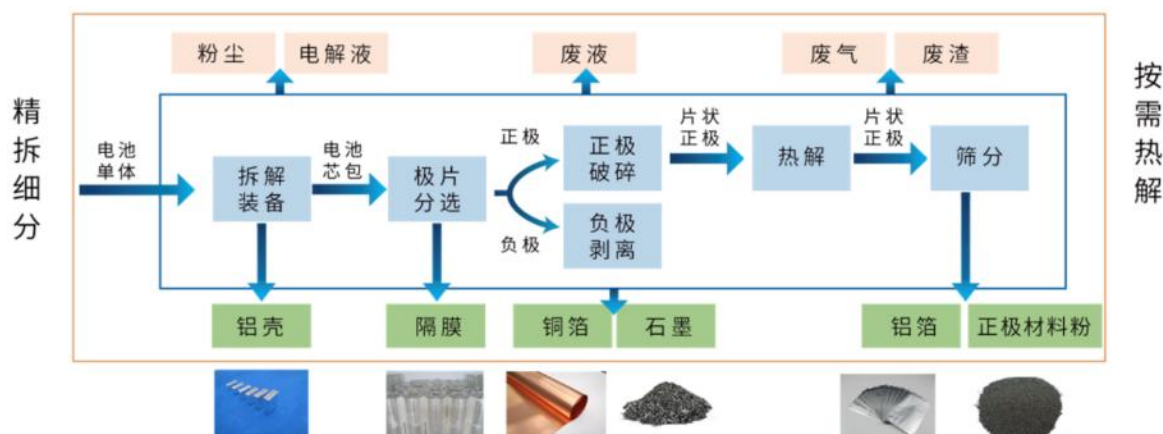 粉尘
电解液
废液
废气
废渣
精拆细分
按需热解
电池
单体
拆解
装备
电池
芯包
极片
分选
正极
负极
正极
破碎
负极
剥离
片状
正极
热解
片状
正极
筛分
铝壳
隔膜
铜箔
石墨
铝箔
正极材料粉